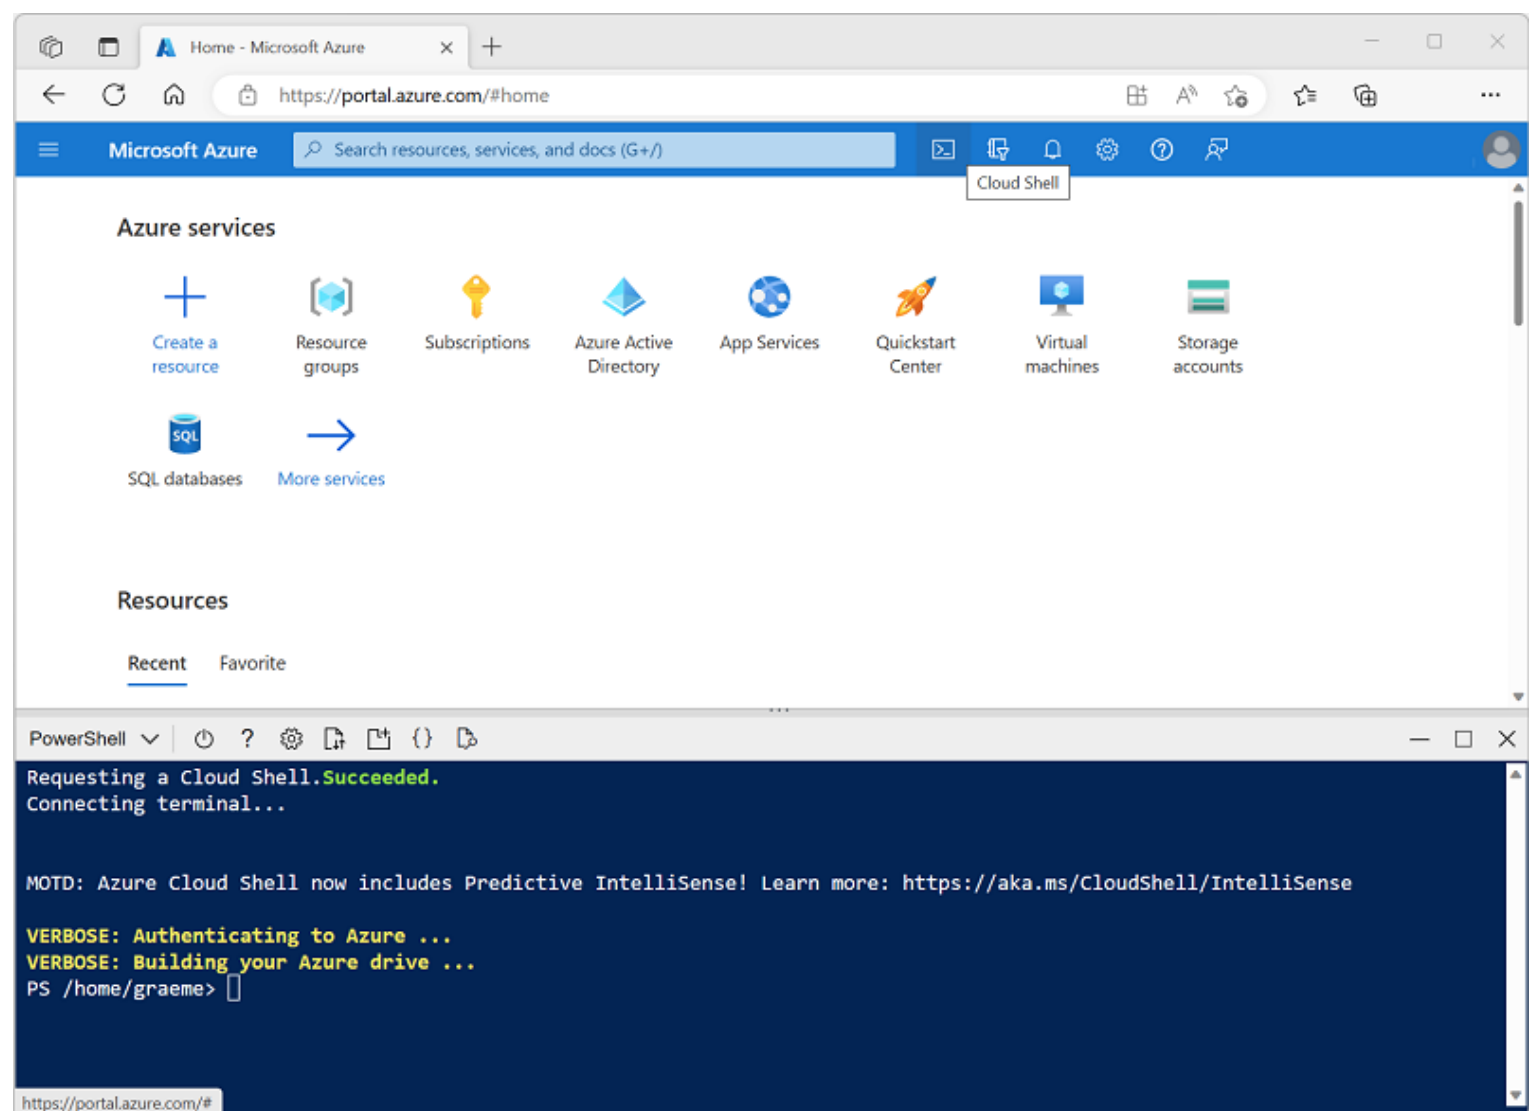 Home - Microsoft Azure
https://portal.azure.com/#home
Microsoft Azure
Search resources, services, and docs (G+/)
Cloud Shell
Azure services
Create a
resource
Resource
groups
Subscriptions
Azure Active
Directory
App Services
Quickstart
Center
Virtual
machines
Storage
accounts
SQL
SQL databases
More services
Resources
Recent
Favorite
PowerShell
Requesting a Cloud Shell.Succeeded.
Connecting terminal...
MOTD: Azure Cloud Shell now includes Predictive IntelliSense! Learn more: https://aka.ms/CloudShell/IntelliSense
VERBOSE: Authenticating to Azure ...
VERBOSE: Building your Azure drive ...
PS /home/graeme>
https://portal.azure.com/#